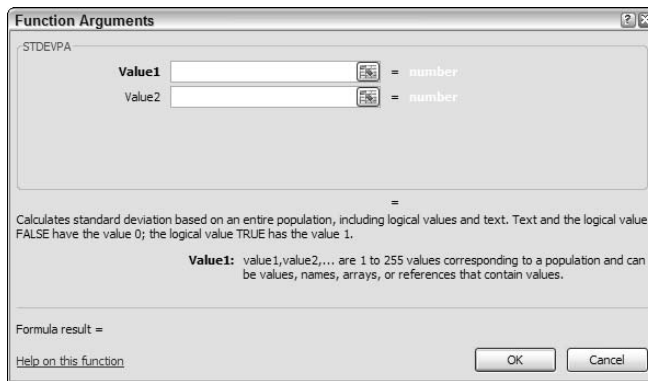 Function Arguments
STDEVPA
Value1 = number
Value2 = number
=
Calculates standard deviation based on an entire population, including logical values and text. Text and the logical value
FALSE have the value 0; the logical value TRUE has the value 1.
Value1: value1,value2,... are 1 to 255 values corresponding to a population and can
be values, names, arrays, or references that contain values.
Formula result =
Help on this function
OK Cancel